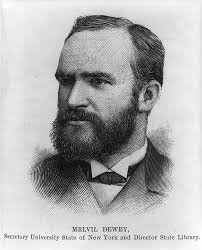 MELVIL DEWEY,
Secretary University State of New York and Director State Library.